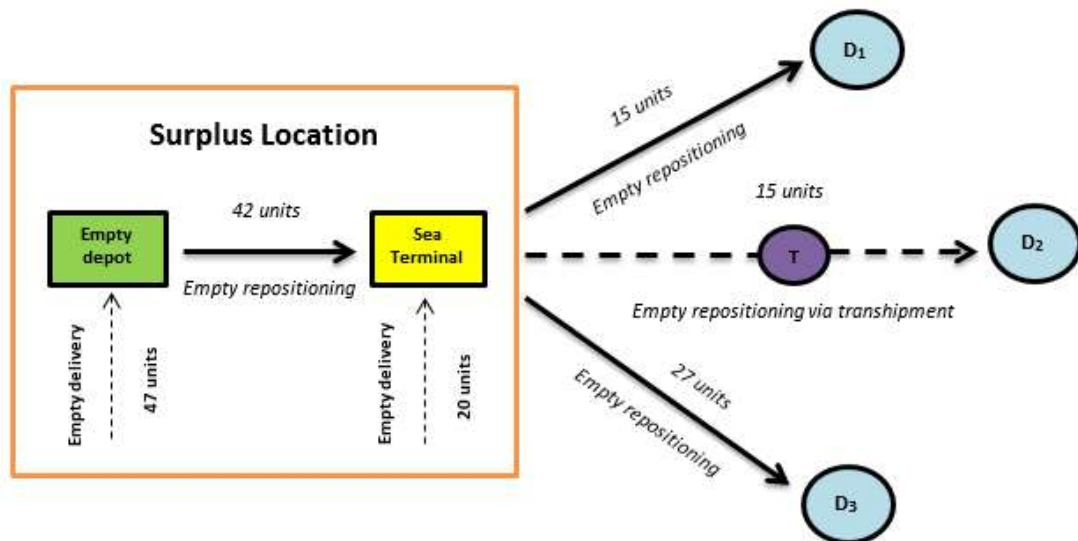 D1
15 units
Empty repositioning
Surplus Location
15 units
42 units
Empty
depot
Sea
Terminal
T
D2
Empty repositioning
Empty repositioning via transhipment
Empty delivery
47 units
Empty delivery
20 units
27 units
Empty repositioning
D3